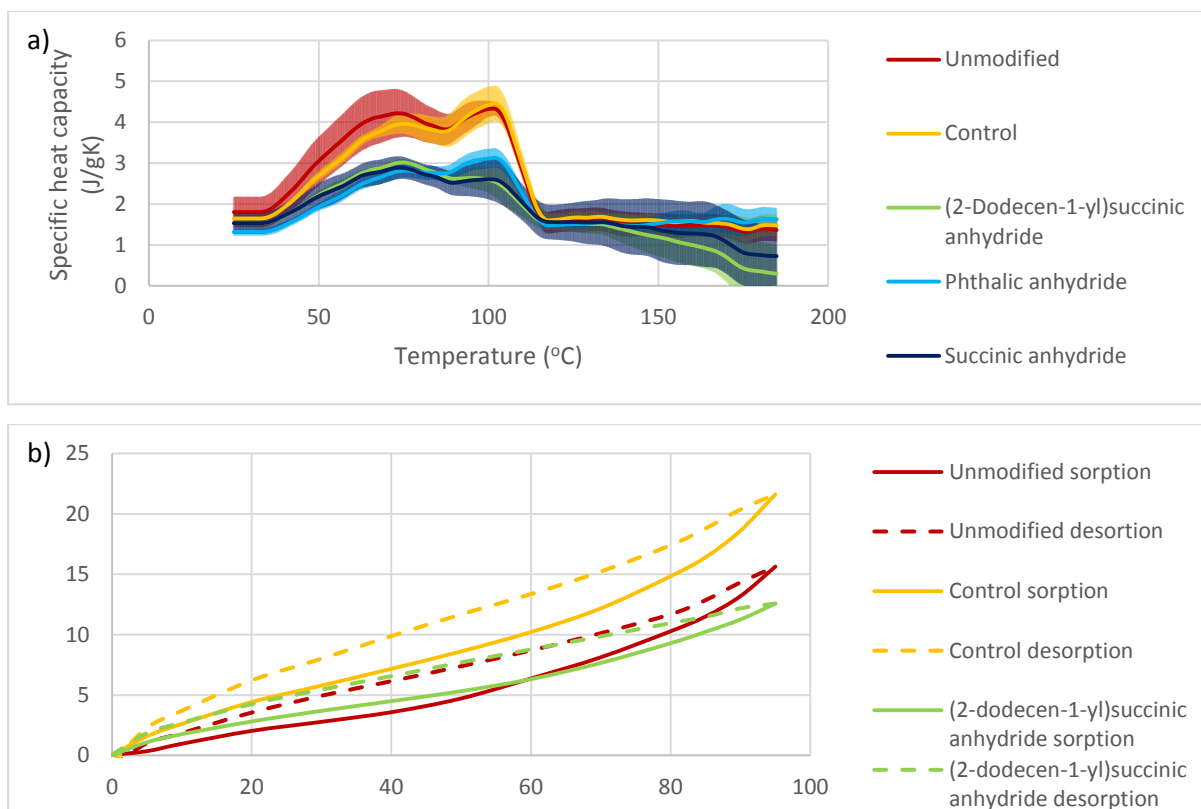 a)
6
5
4
3
2
1
0
Specific heat capacity
(J/gK)
0
50
100
150
200
Temperature (oC)
Unmodified
Control
(2-Dodecen-1-yl)succinic
anhydride
Phthalic anhydride
Succinic anhydride
b)
25
20
15
10
5
0
0
20
40
60
80
100
Unmodified sorption
Unmodified desortion
Control sorption
Control desorption
(2-dodecen-1-yl)succinic
anhydride sorption
(2-dodecen-1-yl)succinic
anhydride desorption